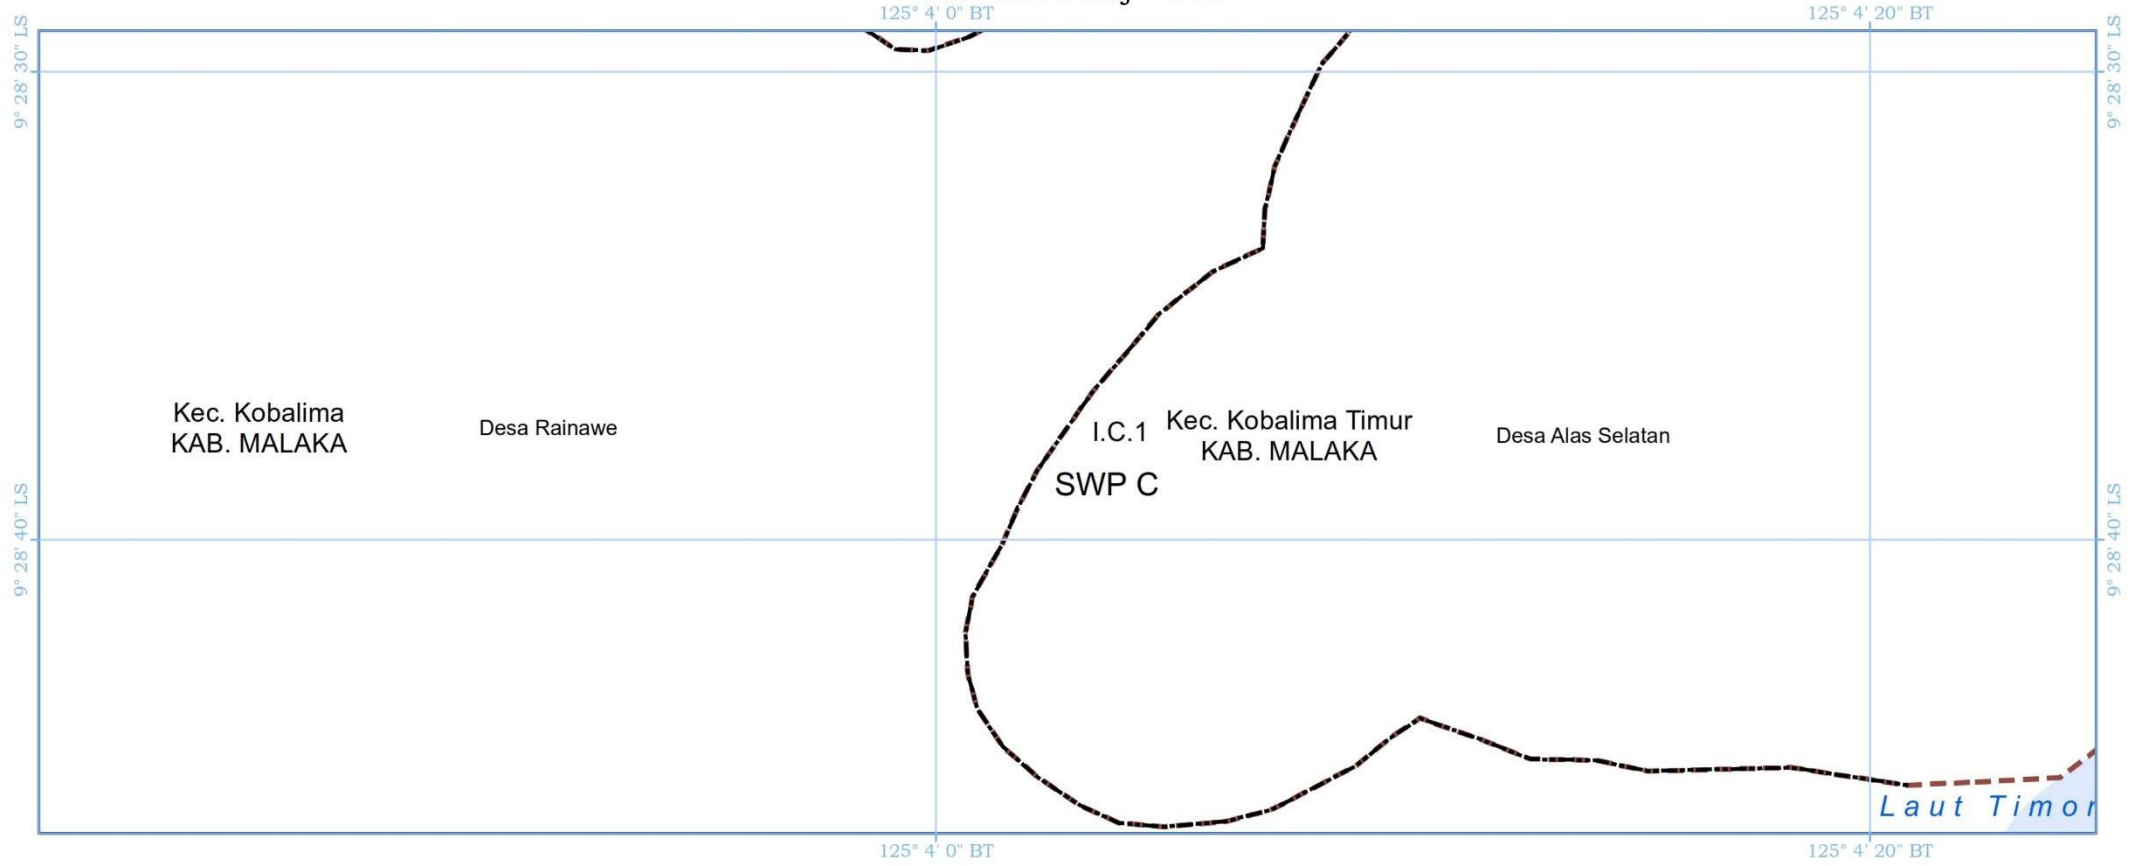 125° 4' 0" BT
125° 4' 20" BT
9° 28' 30" LS
9° 28' 30" LS
Kec. Kobalima
KAB. MALAKA
Desa Rainawe
I.C.1
Kec. Kobalima Timur
KAB. MALAKA
Desa Alas Selatan
SWP C
9° 28' 40" LS
9° 28' 40" LS
Laut Timor
125° 4' 0" BT
125° 4' 20" BT